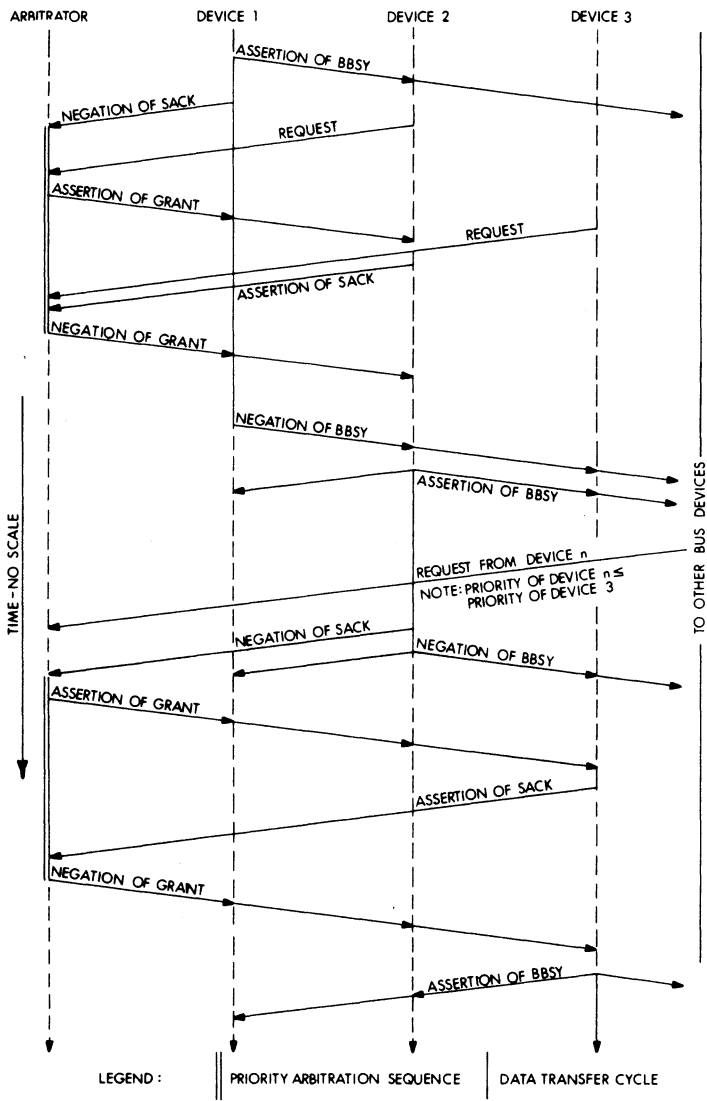 ARBITRATOR DEVICE 1 DEVICE 2 DEVICE 3
ASSERTION OF BBSY
NEGATION OF SACK
REQUEST
ASSERTION OF GRANT
REQUEST
ASSERTION OF SACK
NEGATION OF GRANT
NEGATION OF BBSY
ASSERTION OF BBSY
TIME-NO SCALE
TO OTHER BUS DEVICES
REQUEST FROM DEVICE n
NOTE: PRIORITY OF DEVICE n ≤
PRIORITY OF DEVICE 3
NEGATION OF SACK
NEGATION OF BBSY
ASSERTION OF GRANT
ASSERTION OF SACK
NEGATION OF GRANT
ASSERTION OF BBSY
LEGEND: PRIORITY ARBITRATION SEQUENCE DATA TRANSFER CYCLE